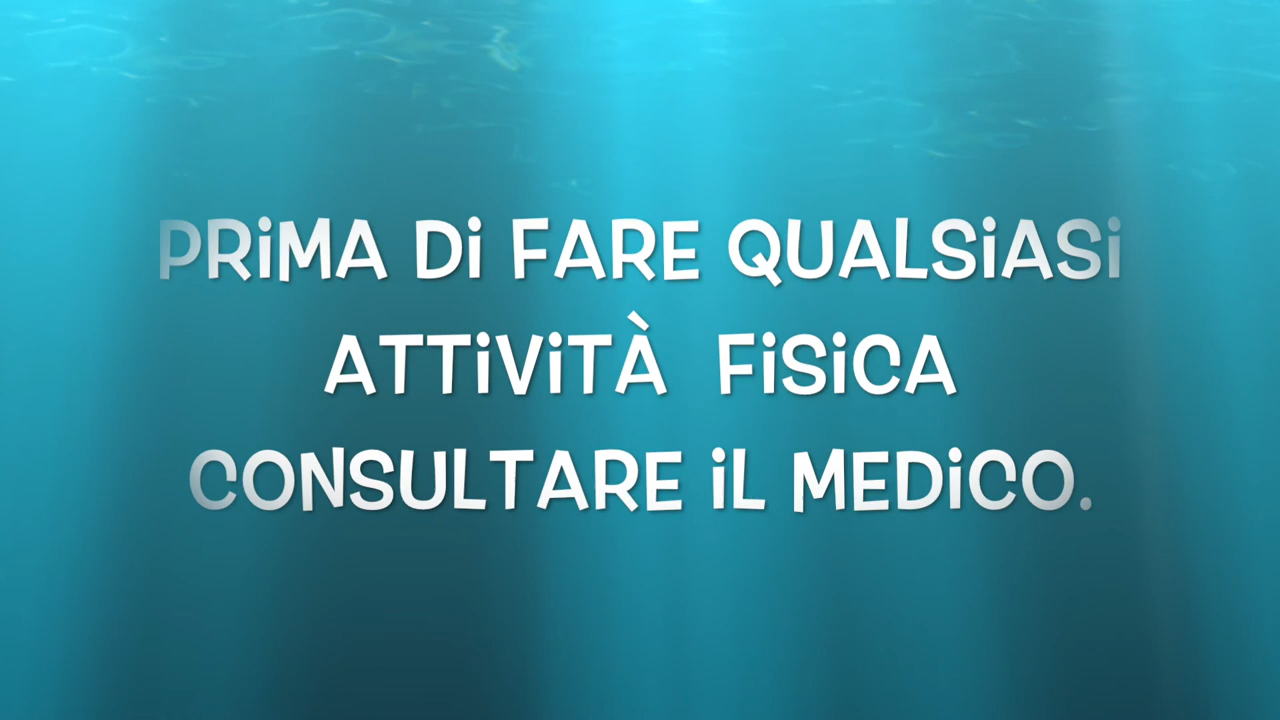 PRiMA Di FARE QUALSiASi
ATTiViTÀ FiSiCA
CONSULTARE iL MEDiCO.